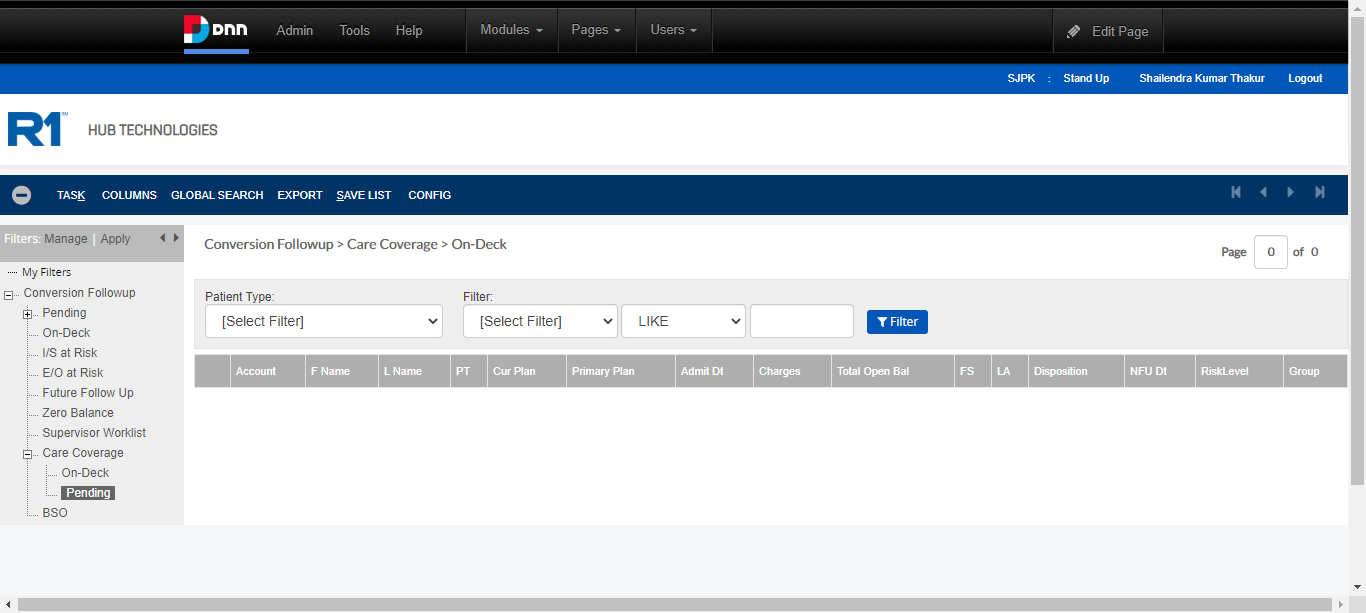 DNN Admin Tools Help Modules Pages Users Edit Page
SJPK : Stand Up Shailendra Kumar Thakur Logout
R1 SM HUB TECHNOLOGIES
TASK COLUMNS GLOBAL SEARCH EXPORT SAVE LIST CONFIG
Filters: Manage | Apply
Conversion Followup > Care Coverage > On-Deck
Page 0 of 0
My Filters
Conversion Followup
Pending
On-Deck
I/S at Risk
E/O at Risk
Future Follow Up
Zero Balance
Supervisor Worklist
Care Coverage
On-Deck
Pending
BSO
Patient Type: Filter:
[Select Filter] [Select Filter] LIKE Filter
Account F Name L Name PT Cur Plan Primary Plan Admit Dt Charges Total Open Bal FS LA Disposition NFU Dt RiskLevel Group